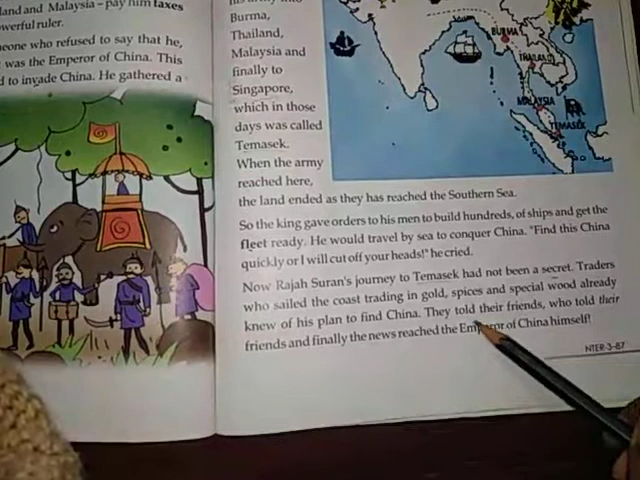 land and Malaysia – pay him taxes
werful ruler.
eone who refused to say that he,
was the Emperor of China. This
d to invade China. He gathered a
Burma,
Thailand,
Malaysia and
finally to
Singapore,
which in those
days was called
Temasek.
When the army
reached here,
the land ended as they has reached the Southern Sea.
So the king gave orders to his men to build hundreds, of ships and get the
fleet ready. He would travel by sea to conquer China. "Find this China
quickly or I will cut off your heads!" he cried.
Now Rajah Suran's journey to Temasek had not been a secret. Traders
who sailed the coast trading in gold, spices and special wood already
knew of his plan to find China. They told their friends, who told their
friends and finally the news reached the Emperor of China himself!
BURMA
THAILAND
MALAYSIA
TEMASEK
NTER-3-87